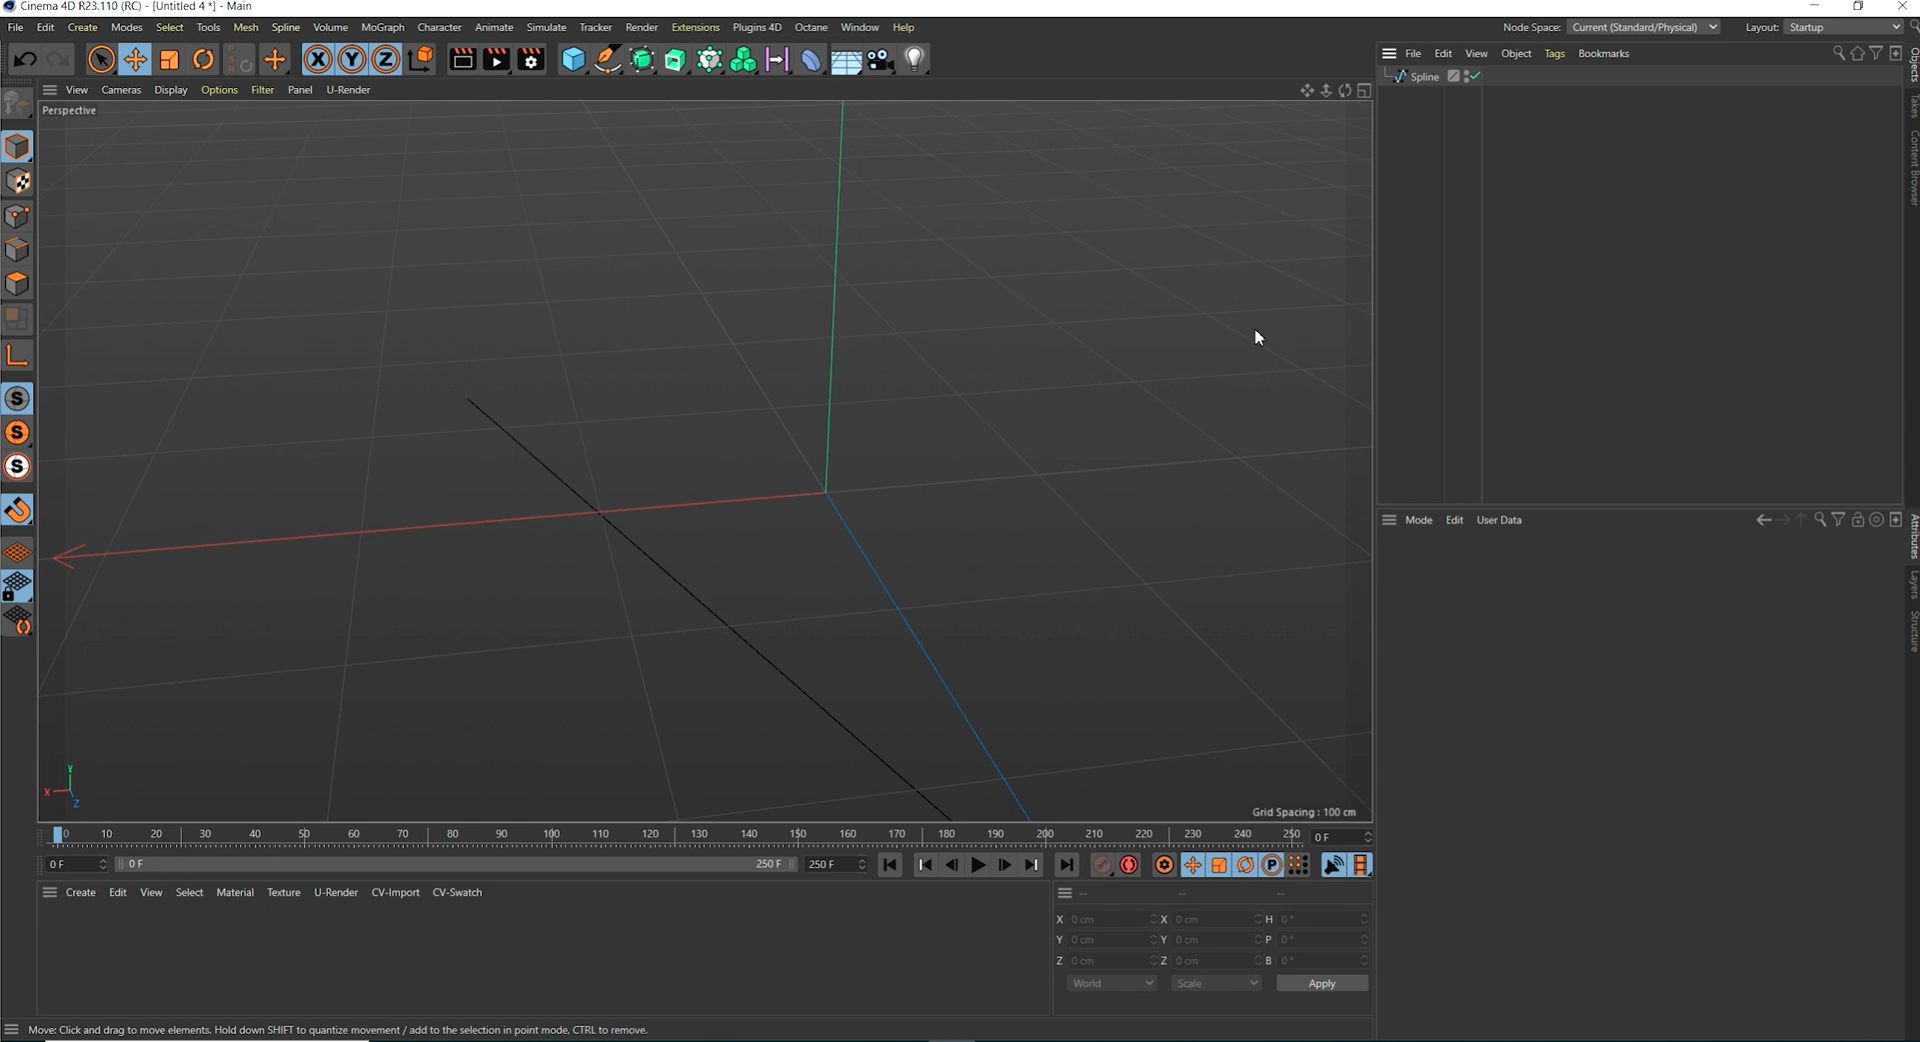 Cinema 4D R23.110 (RC) - [Untitled 4 *] - Main
File Edit Create Modes Select Tools Mesh Spline Volume MoGraph Character Animate Simulate Tracker Render Extensions Plugins 4D Octane Window Help
Node Space: Current (Standard/Physical) Layout: Startup
PSR
X Y Z
File Edit View Object Tags Bookmarks
Spline
View Cameras Display Options Filter Panel U-Render
Perspective
Objects
Takes
Content Browser
S
S
S
Mode Edit User Data
Attributes
Layers
Structure
Y
X
Z
Grid Spacing : 100 cm
0 10 20 30 40 50 60 70 80 90 100 110 120 130 140 150 160 170 180 190 200 210 220 230 240 250 0 F
0 F 0 F 250 F 250 F
P
Create Edit View Select Material Texture U-Render CV-Import CV-Swatch
-- -- --
X 0 cm X 0 cm H 0 °
Y 0 cm Y 0 cm P 0 °
Z 0 cm Z 0 cm B 0 °
World Scale Apply
Move: Click and drag to move elements. Hold down SHIFT to quantize movement / add to the selection in point mode, CTRL to remove.